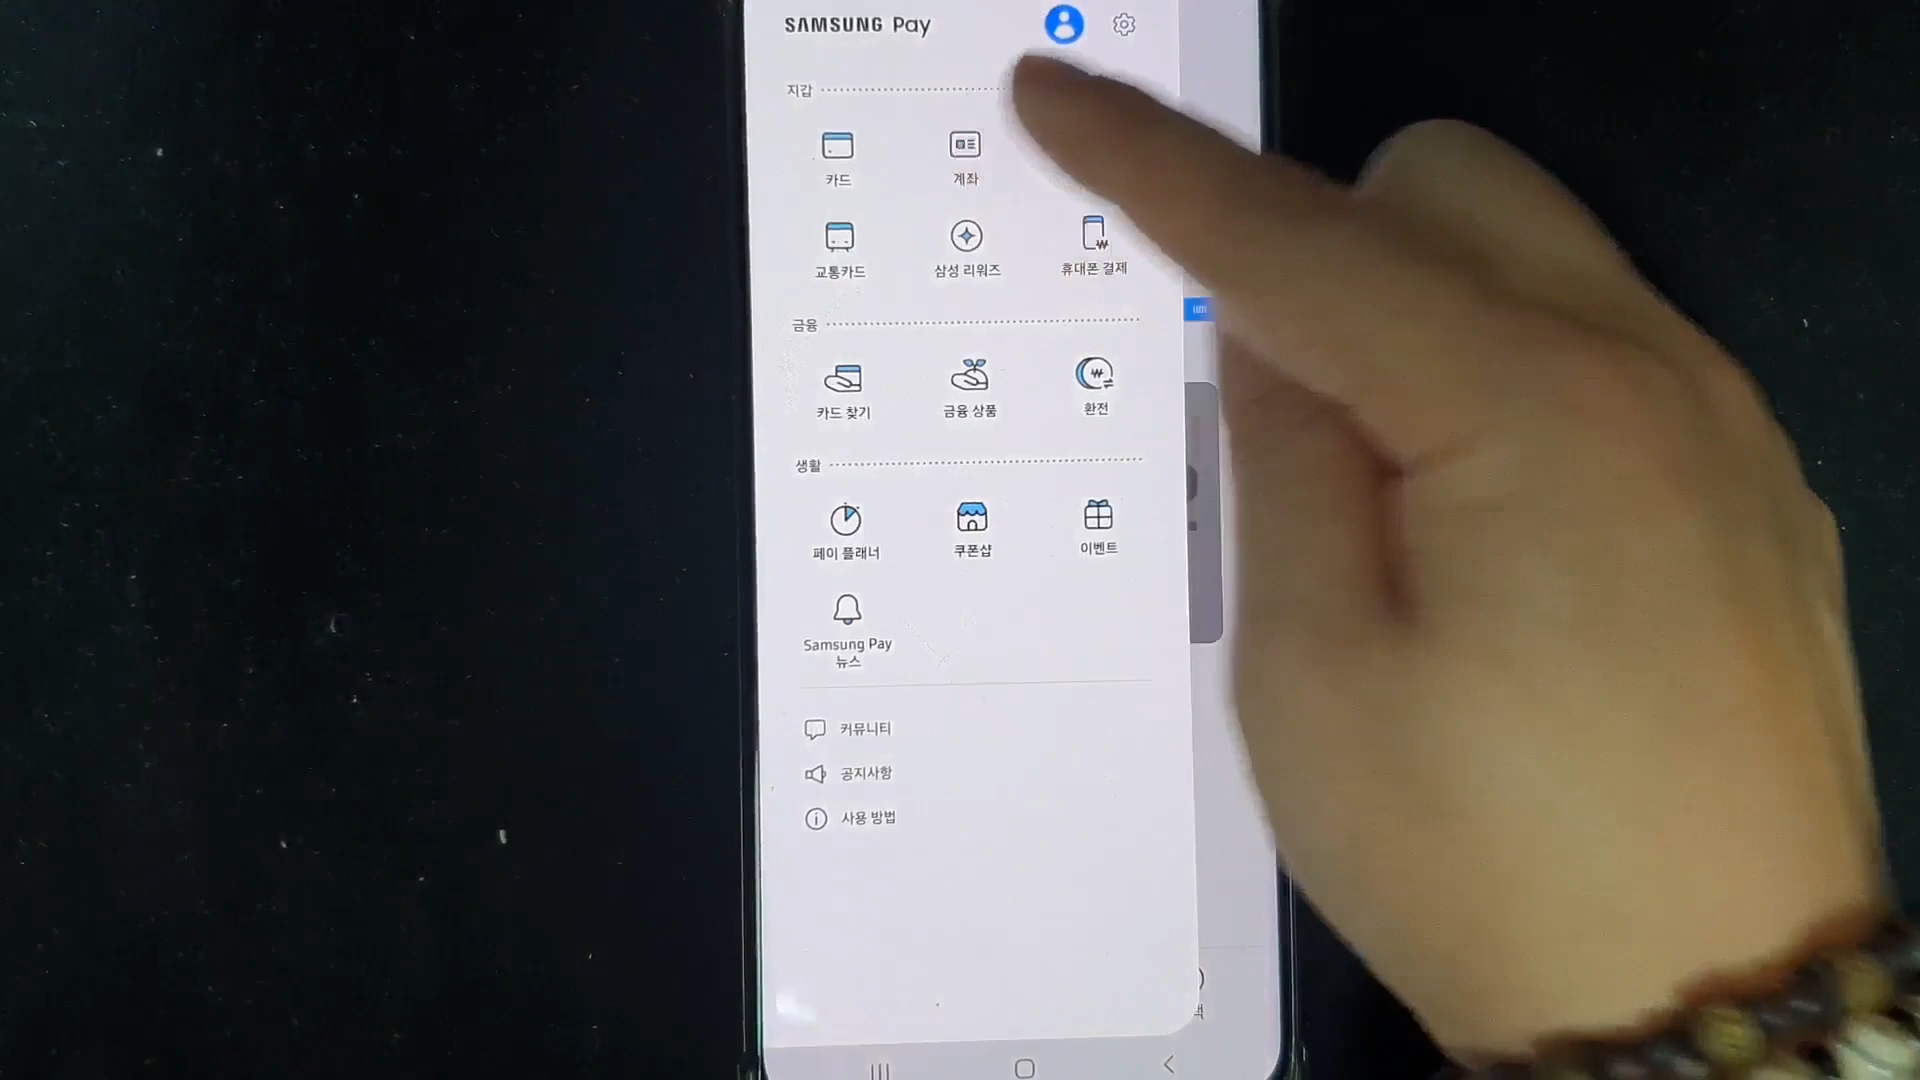 SAMSUNG Pay
지갑
카드
계좌
교통카드
삼성 리워즈
휴대폰 결제
금융
카드 찾기
금융 상품
환전
생활
페이 플래너
쿠폰샵
이벤트
Samsung Pay
뉴스
커뮤니티
공지사항
사용 방법